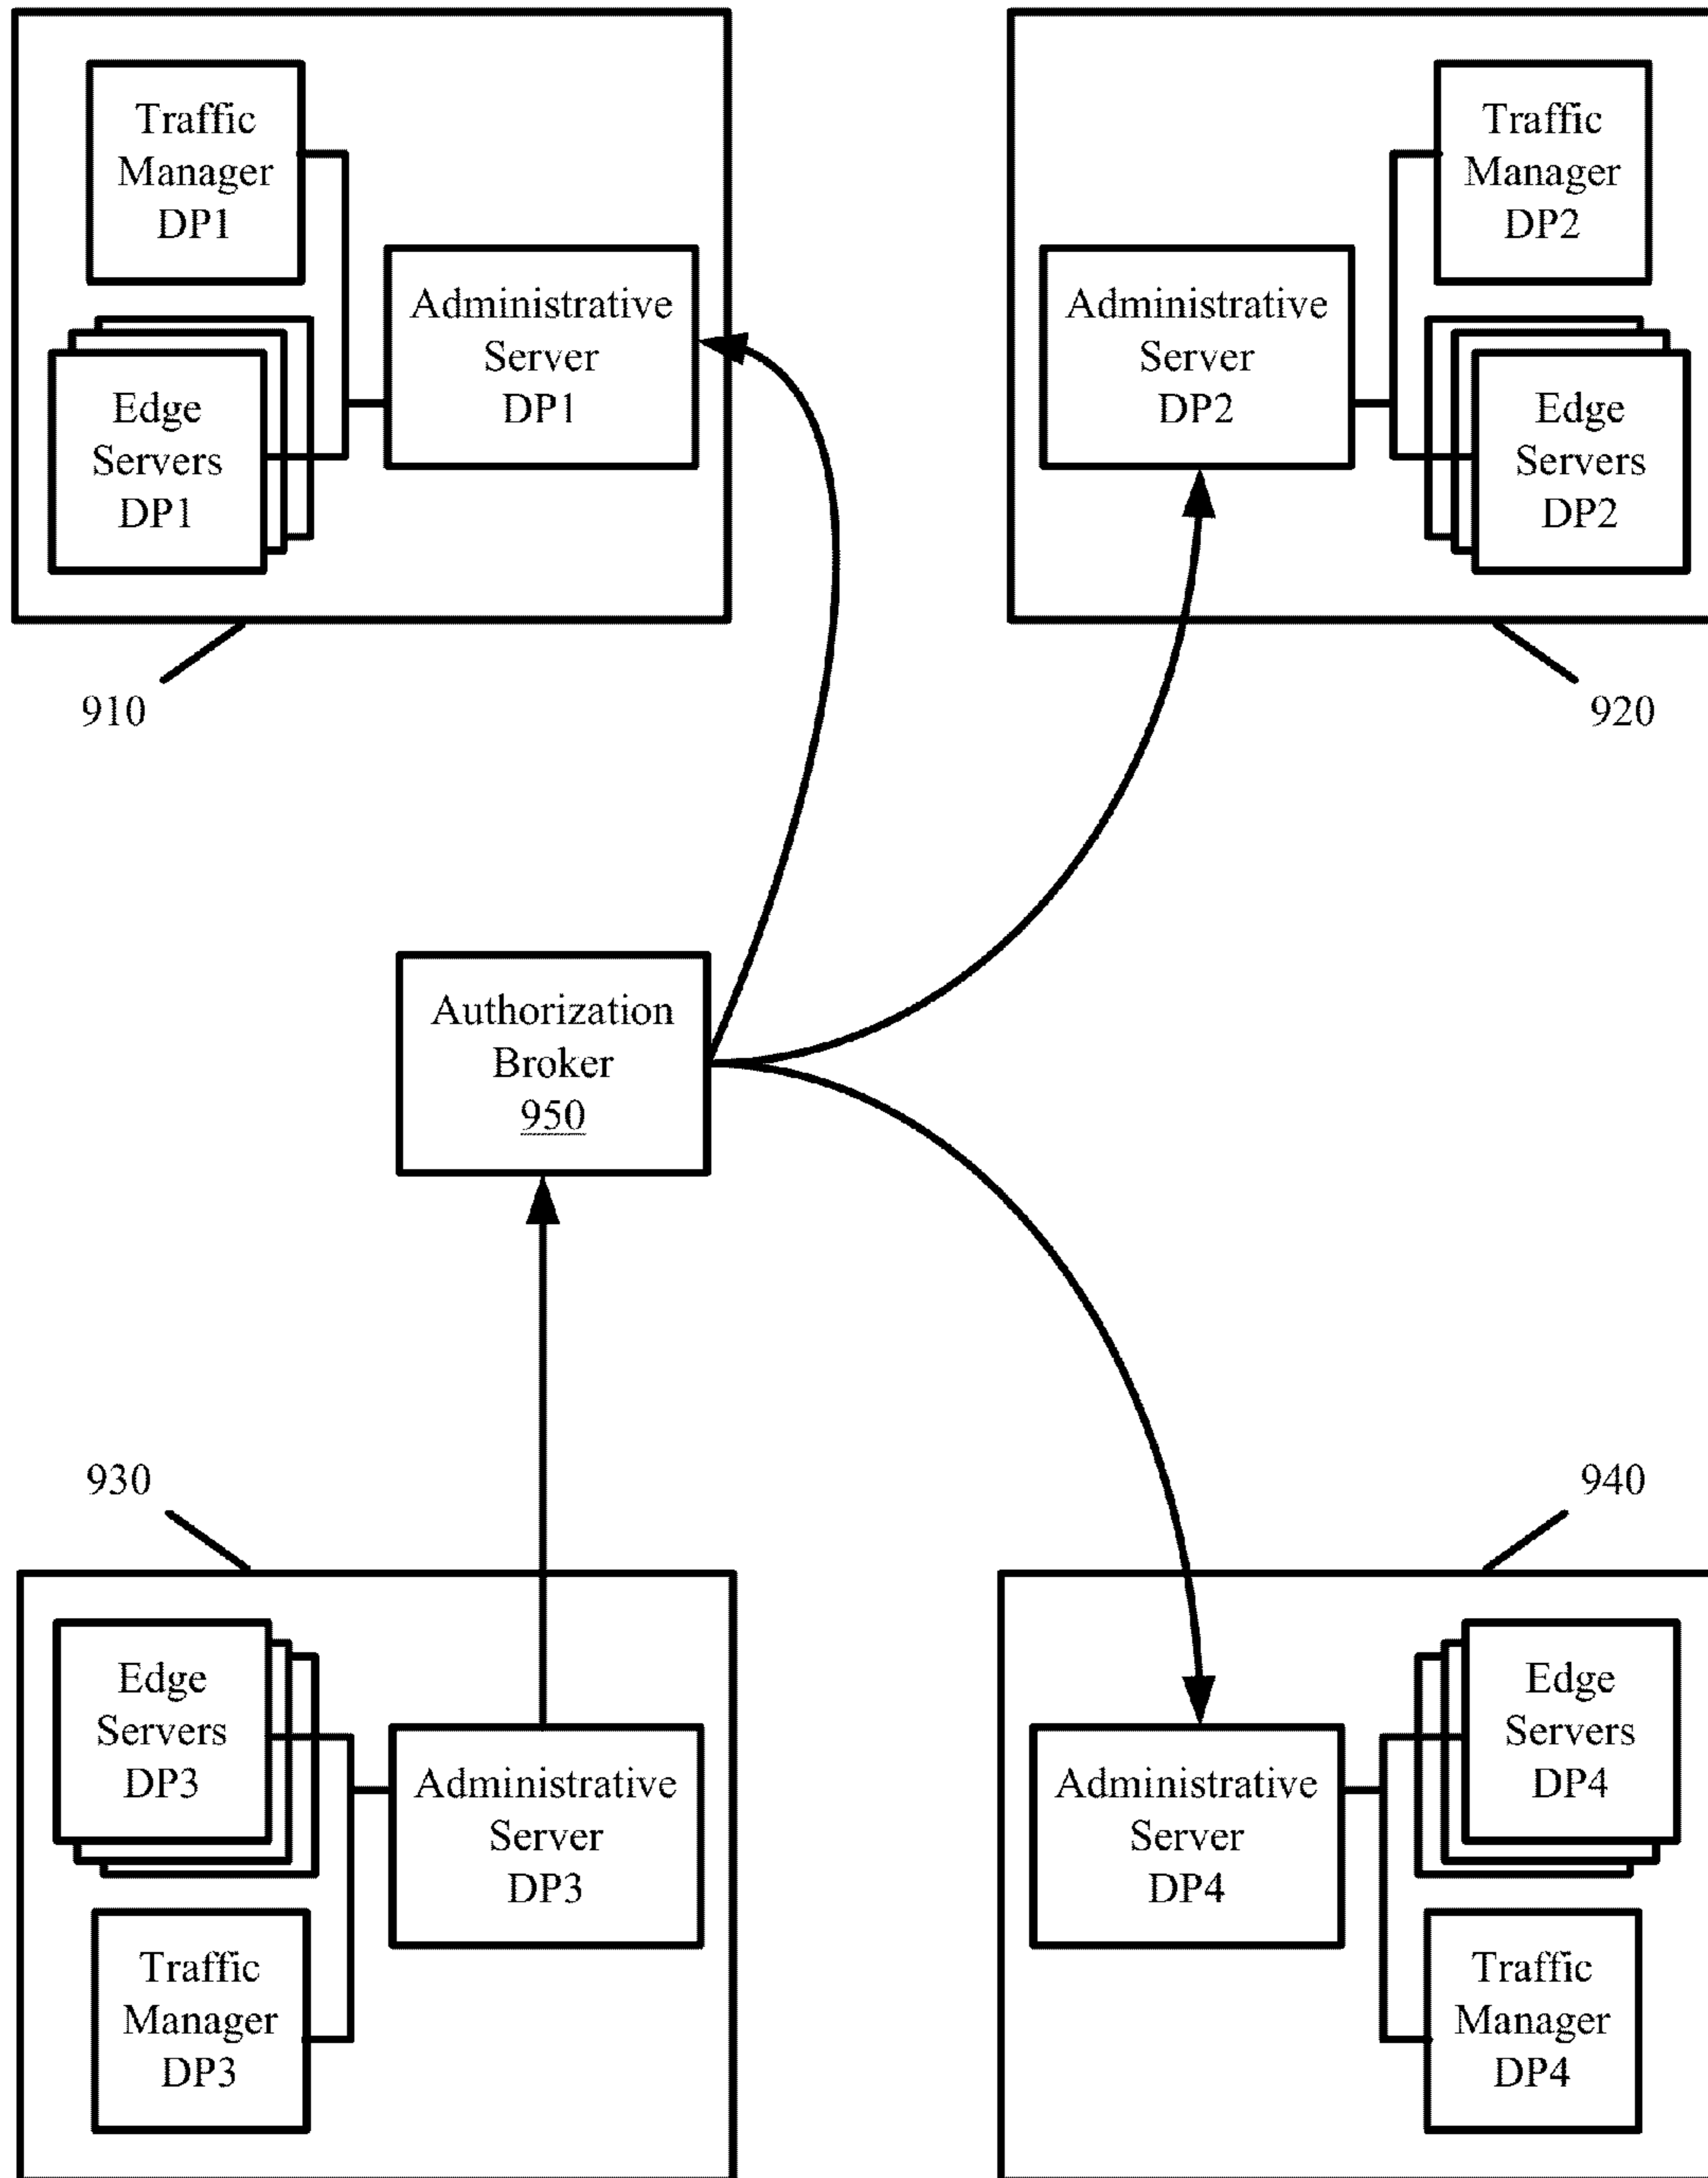 Traffic
Manager
DP1
Administrative
Server
DP1
Edge
Servers
DP1
910
Traffic
Manager
DP2
Administrative
Server
DP2
Edge
Servers
DP2
920
Authorization
Broker
950
930
Edge
Servers
DP3
Administrative
Server
DP3
Traffic
Manager
DP3
940
Edge
Servers
DP4
Administrative
Server
DP4
Traffic
Manager
DP4